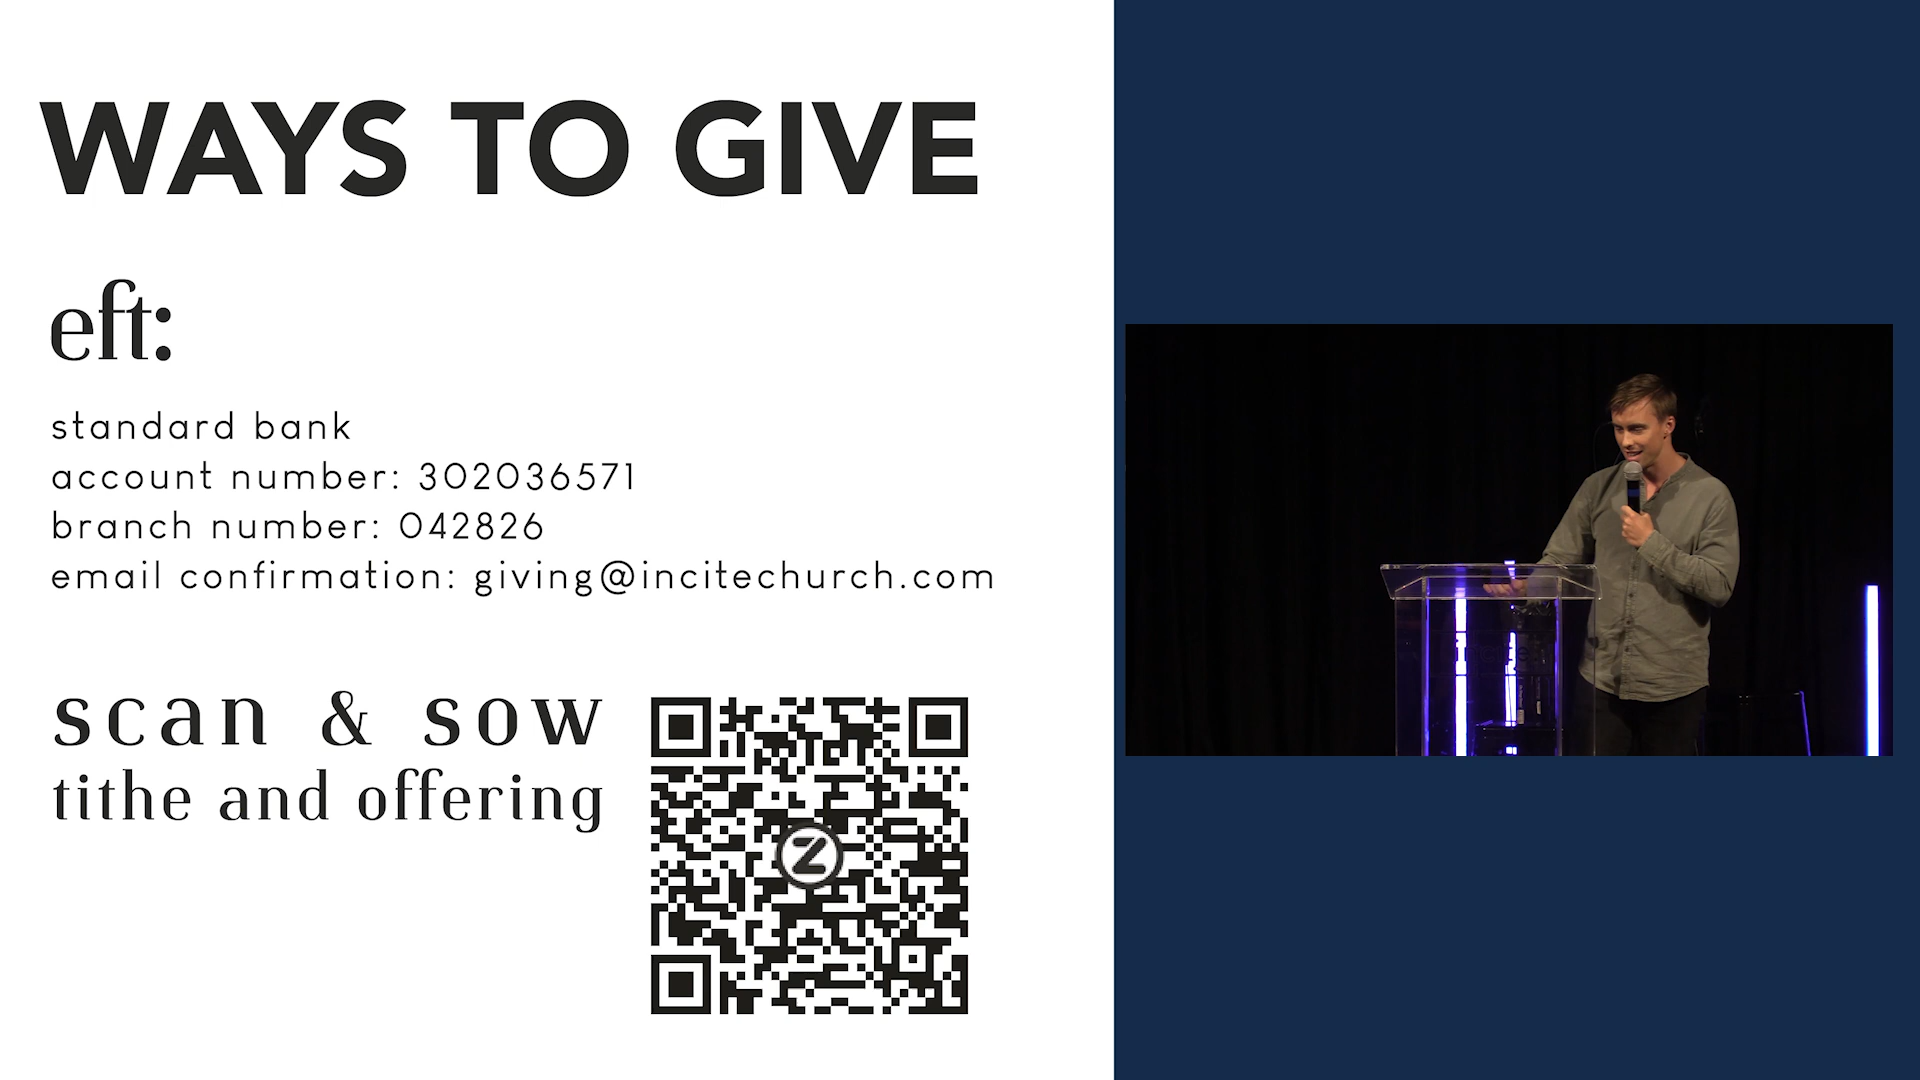 WAYS TO GIVE
eft:
standard bank
account number: 302036571
branch number: 042826
email confirmation: giving@incitechurch.com
scan & sow
tithe and offering
Z